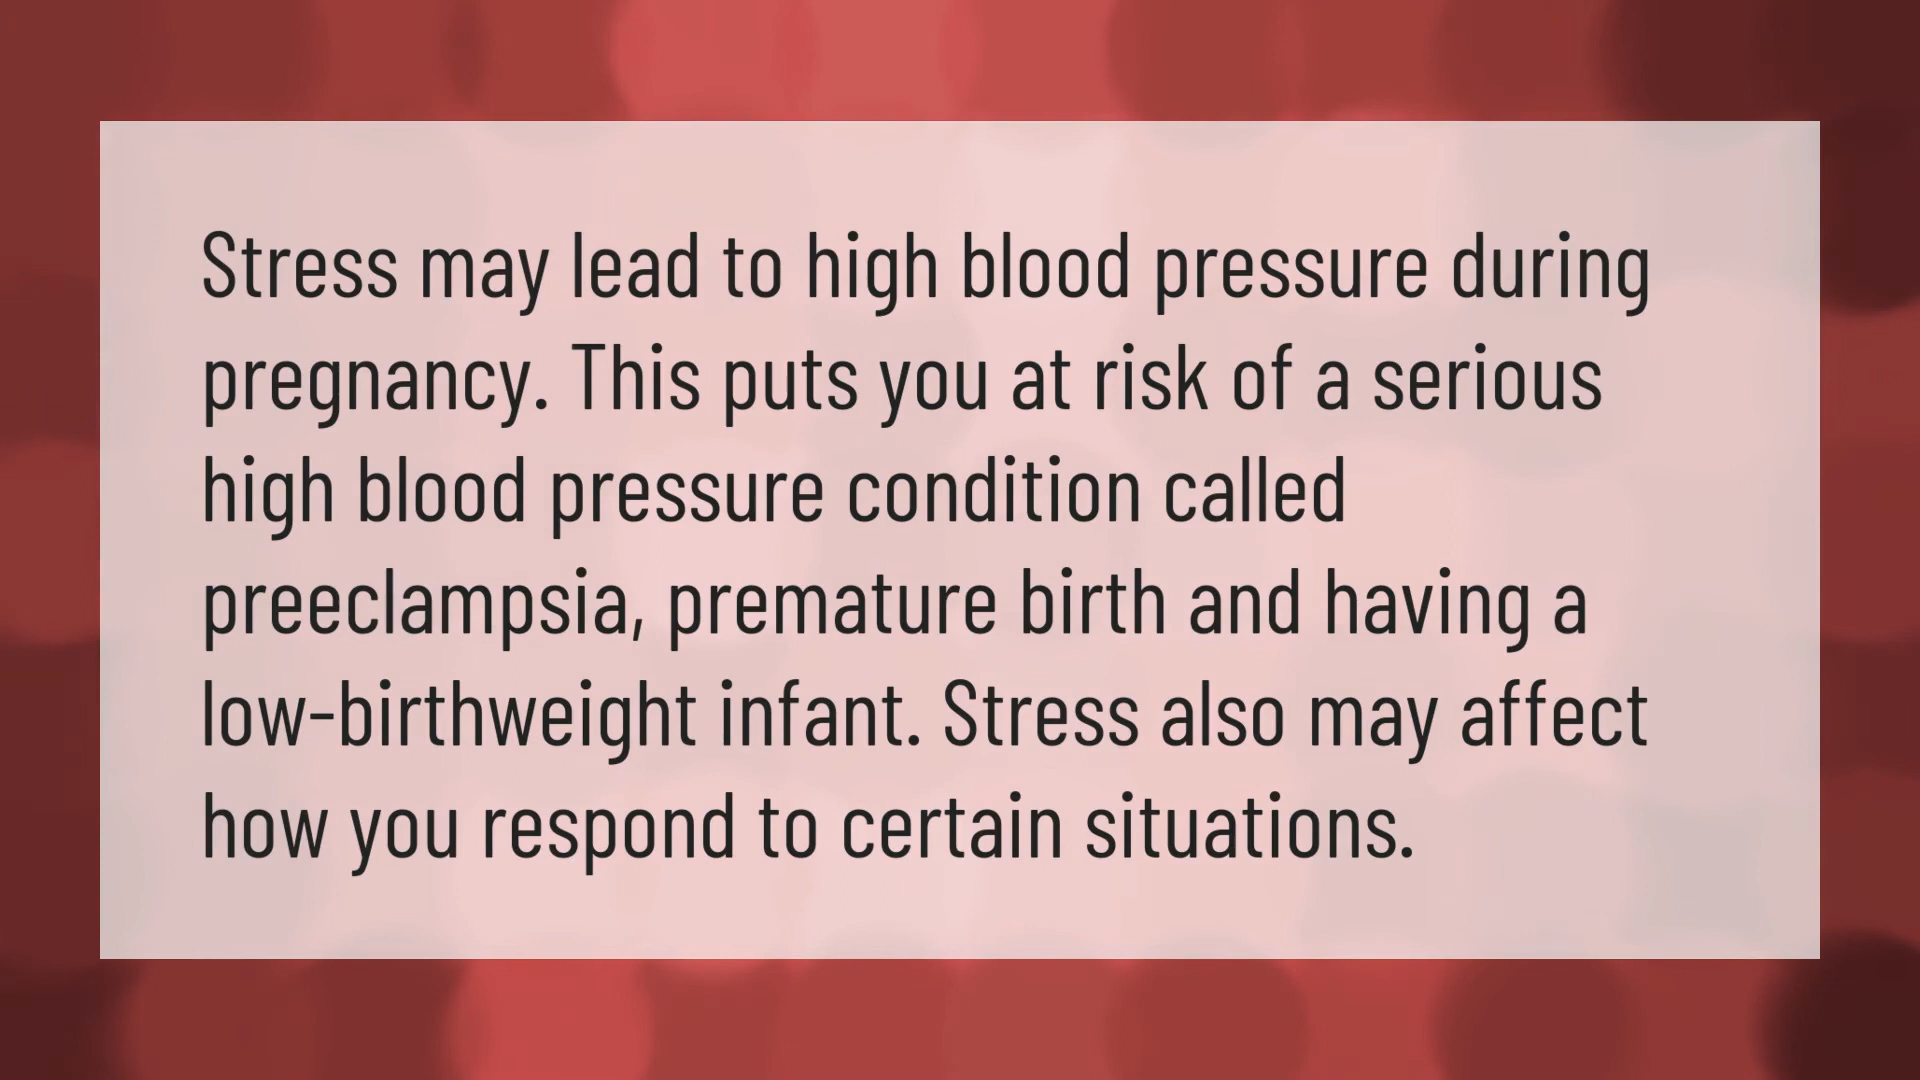 Stress may lead to high blood pressure during
pregnancy. This puts you at risk of a serious
high blood pressure condition called
preeclampsia, premature birth and having a
low-birthweight infant. Stress also may affect
how you respond to certain situations.